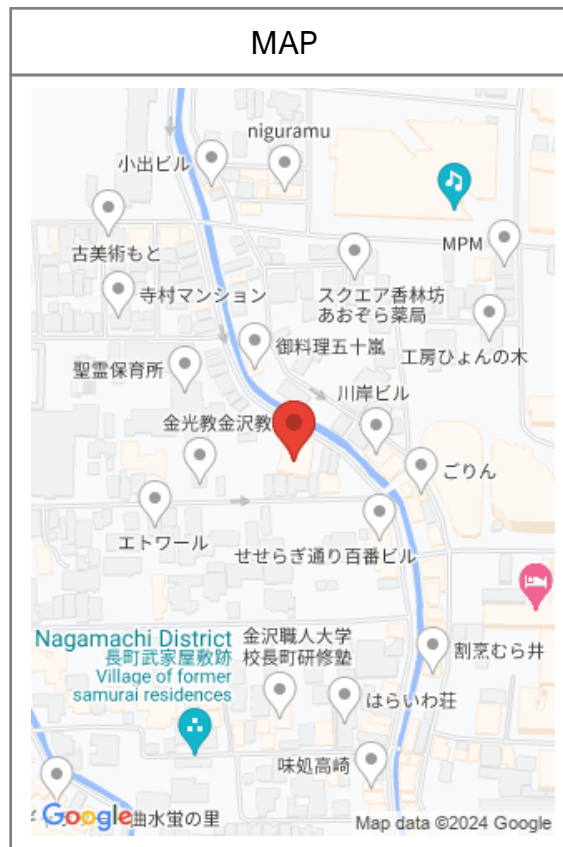 MAP
niguramu
小出ビル
MPM
古美術もと
寺村マンション
スクエア香林坊
あおぞら薬局
御料理五十嵐
工房ひょんの木
聖霊保育所
川岸ビル
金光教金沢教
ごりん
エトワール
せせらぎ通り百番ビル
Nagamachi District
長町武家屋敷跡
Village of former
samurai residences
金沢職人大学
校長町研修塾
割烹むら井
はらいわ荘
味処高崎
Google
曲水蛍の里
Map data ©2024 Google